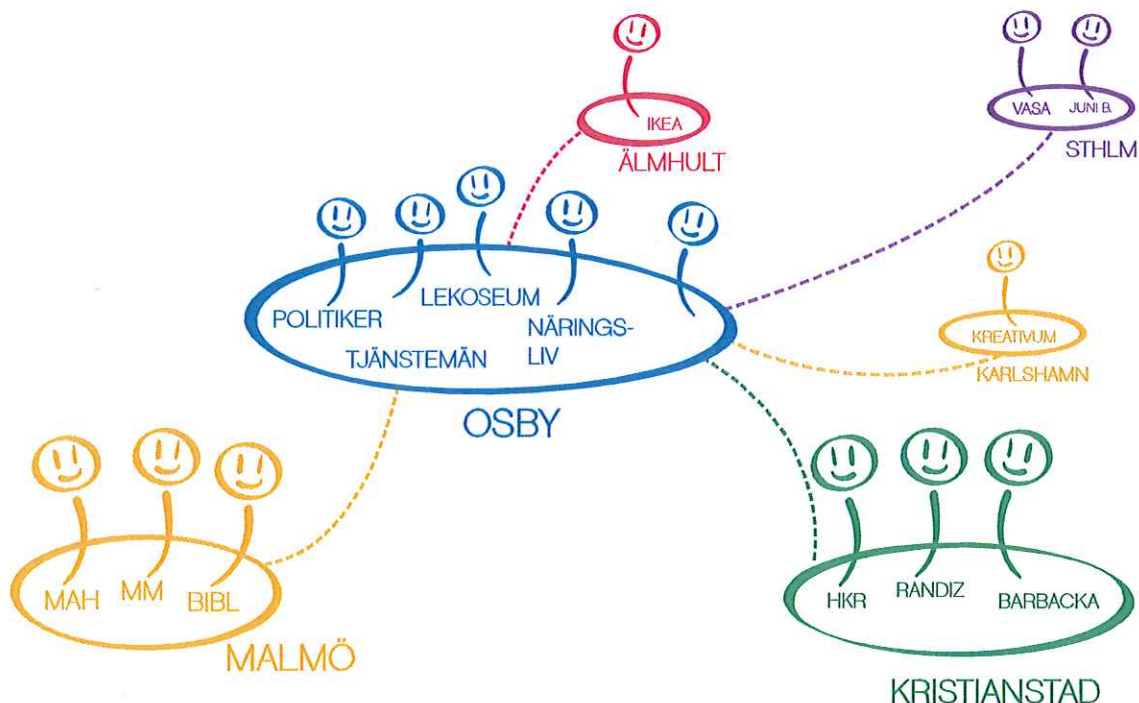 VASA
JUNI B.
STHLM
IKEA
ÄLMHULT
LEKOSEUM
POLITIKER
NÄRINGS-
LIV
TJÄNSTEMÄN
OSBY
KREATIVUM
KARLSHAMN
MAH
MM
BIBL
MALMÖ
HKR
RANDIZ
BARBACKA
KRISTIANSTAD